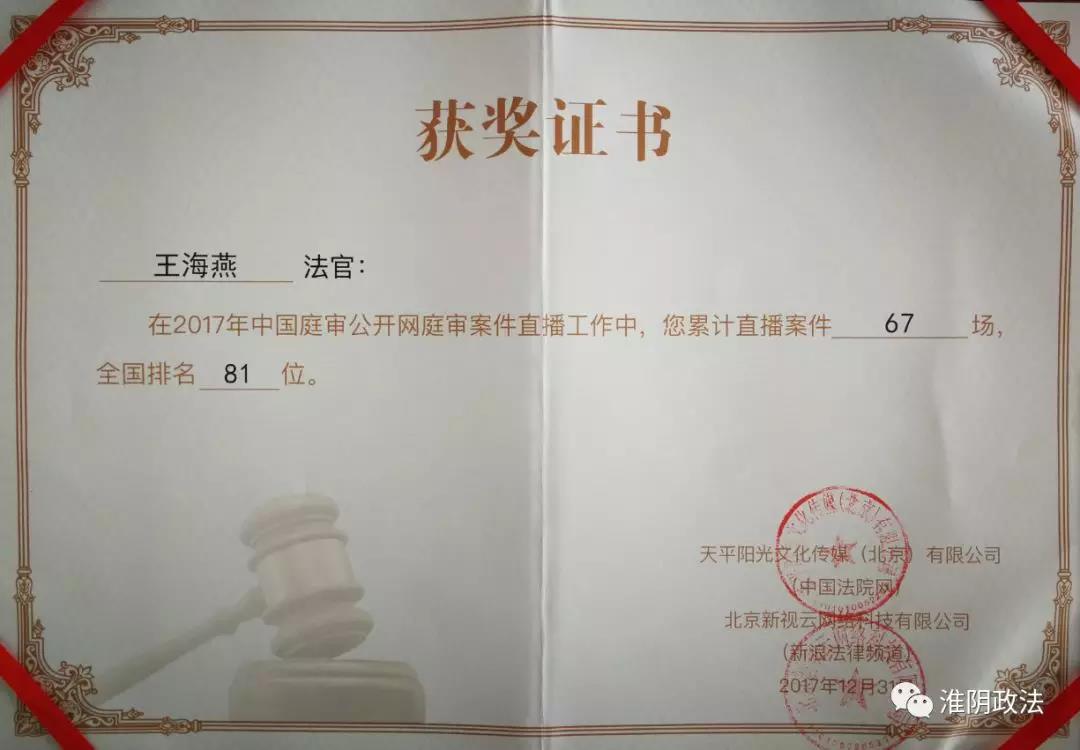 获奖证书
王海燕 法官：
在2017年中国庭审公开网庭审案件直播工作中，您累计直播案件 67 场，
全国排名 81 位。
天平阳光文化传媒（北京）有限公司
（中国法院网）
北京新视云网络科技有限公司
（新浪法律频道）
2017年12月31
淮阴政法